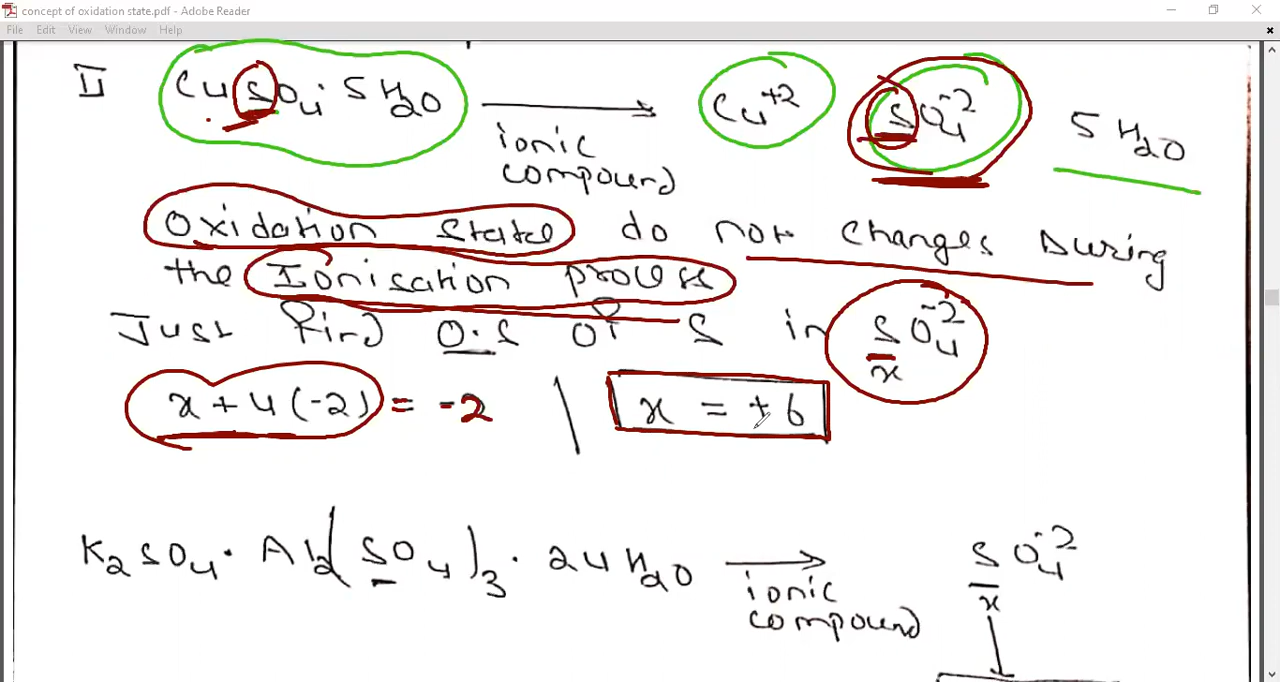 concept of oxidation state.pdf - Adobe Reader
File Edit View Window Help
II CuSO4·5H2O → Cu+2 SO4-2 5H2O
ionic
compound
Oxidation State do not changes During
the Ionisation process
Just find O.S of S in SO4-2
x
x + 4(-2) = -2 | x = +6
K2SO4·Al2(SO4)3·24H2O → SO4-2
ionic x
compound